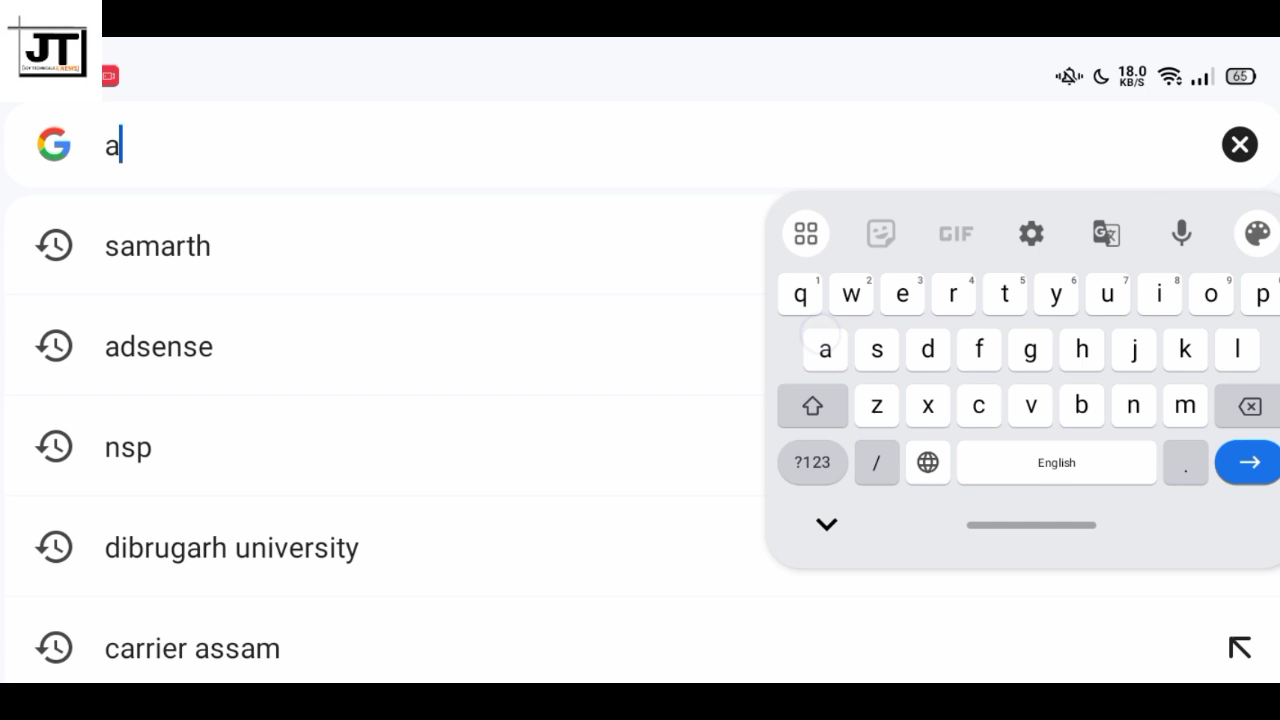 JT
18.0
KB/S
65
a
samarth
adsense
nsp
dibrugarh university
carrier assam
GIF
q 1 w 2 e 3 r 4 t 5 y 6 u 7 i 8 o 9 p
a s d f g h j k l
z x c v b n m
?123 / English .